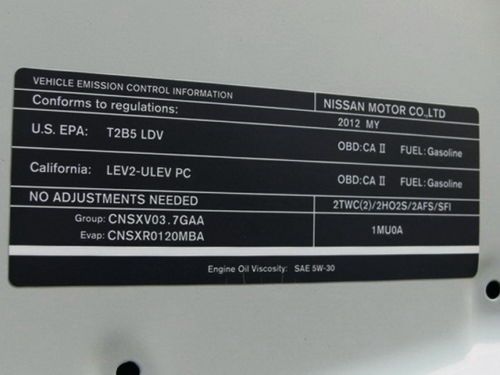 VEHICLE EMISSION CONTROL INFORMATION
NISSAN MOTOR CO.,LTD
Conforms to regulations:
2012 MY
U.S. EPA: T2B5 LDV
OBD:CA II FUEL: Gasoline
California: LEV2-ULEV PC
OBD:CA II FUEL: Gasoline
NO ADJUSTMENTS NEEDED
2TWC(2)/2HO2S/2AFS/SFI
Group: CNSXV03.7GAA
Evap: CNSXR0120MBA
1MU0A
Engine Oil Viscosity: SAE 5W-30